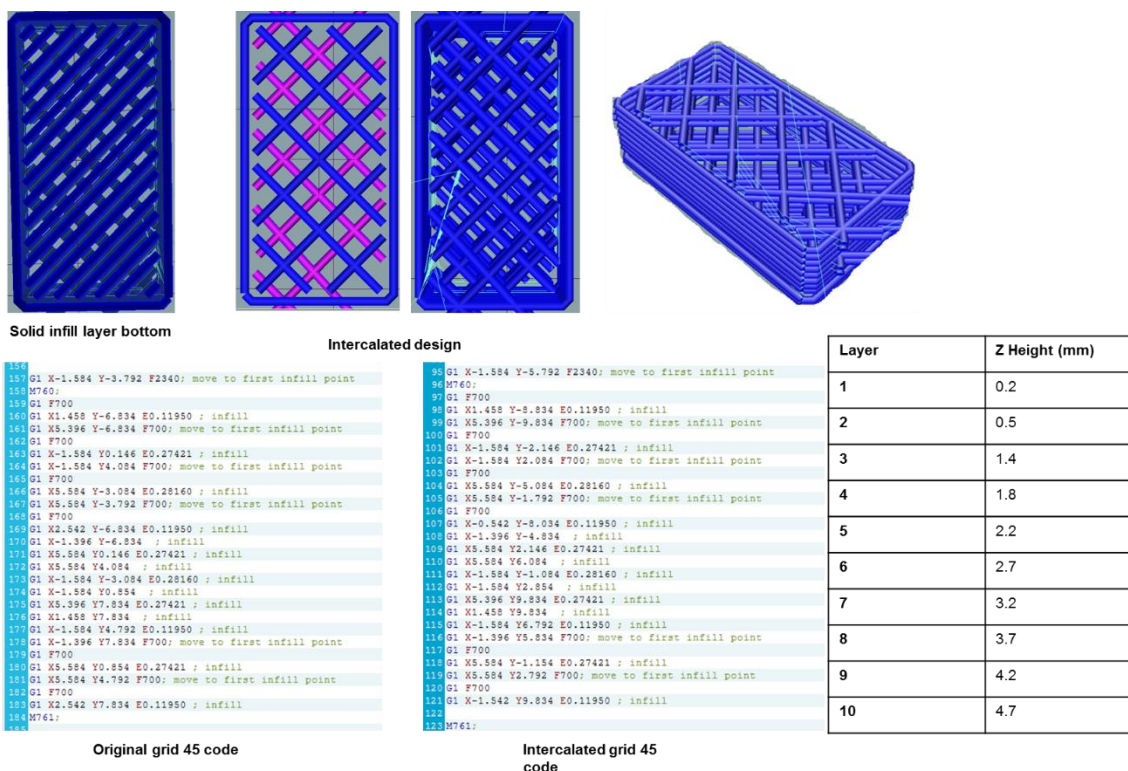 Solid infill layer bottom
Intercalated design
156
157 G1 X-1.584 Y-3.792 F2340; move to first infill point
158 M760;
159 G1 F700
160 G1 X1.458 Y-6.834 E0.11950 ; infill
161 G1 X5.396 Y-6.834 F700; move to first infill point
162 G1 F700
163 G1 X-1.584 Y0.146 E0.27421 ; infill
164 G1 X-1.584 Y4.084 F700; move to first infill point
165 G1 F700
166 G1 X5.584 Y-3.084 E0.28160 ; infill
167 G1 X5.584 Y-3.792 F700; move to first infill point
168 G1 F700
169 G1 X2.542 Y-6.834 E0.11950 ; infill
170 G1 X-1.396 Y-6.834 ; infill
171 G1 X5.584 Y0.146 E0.27421 ; infill
172 G1 X5.584 Y4.084 ; infill
173 G1 X-1.584 Y-3.084 E0.28160 ; infill
174 G1 X-1.584 Y0.854 ; infill
175 G1 X5.396 Y7.834 E0.27421 ; infill
176 G1 X1.458 Y7.834 ; infill
177 G1 X-1.584 Y4.792 E0.11950 ; infill
178 G1 X-1.396 Y7.834 F700; move to first infill point
179 G1 F700
180 G1 X5.584 Y0.854 E0.27421 ; infill
181 G1 X5.584 Y4.792 F700; move to first infill point
182 G1 F700
183 G1 X2.542 Y7.834 E0.11950 ; infill
184 M761;
185
Original grid 45 code
95 G1 X-1.584 Y-5.792 F2340; move to first infill point
96 M760;
97 G1 F700
98 G1 X1.458 Y-8.834 E0.11950 ; infill
99 G1 X5.396 Y-9.834 F700; move to first infill point
100 G1 F700
101 G1 X-1.584 Y-2.146 E0.27421 ; infill
102 G1 X-1.584 Y2.084 F700; move to first infill point
103 G1 F700
104 G1 X5.584 Y-5.084 E0.28160 ; infill
105 G1 X5.584 Y-1.792 F700; move to first infill point
106 G1 F700
107 G1 X-0.542 Y-8.034 E0.11950 ; infill
108 G1 X-1.396 Y-4.834 ; infill
109 G1 X5.584 Y2.146 E0.27421 ; infill
110 G1 X5.584 Y6.084 ; infill
111 G1 X-1.584 Y-1.084 E0.28160 ; infill
112 G1 X-1.584 Y2.854 ; infill
113 G1 X5.396 Y9.834 E0.27421 ; infill
114 G1 X1.458 Y9.834 ; infill
115 G1 X-1.584 Y6.792 E0.11950 ; infill
116 G1 X-1.396 Y5.834 F700; move to first infill point
117 G1 F700
118 G1 X5.584 Y-1.154 E0.27421 ; infill
119 G1 X5.584 Y2.792 F700; move to first infill point
120 G1 F700
121 G1 X-1.542 Y9.834 E0.11950 ; infill
122
123 M761;
Intercalated grid 45
code
Layer Z Height (mm)
1 0.2
2 0.5
3 1.4
4 1.8
5 2.2
6 2.7
7 3.2
8 3.7
9 4.2
10 4.7